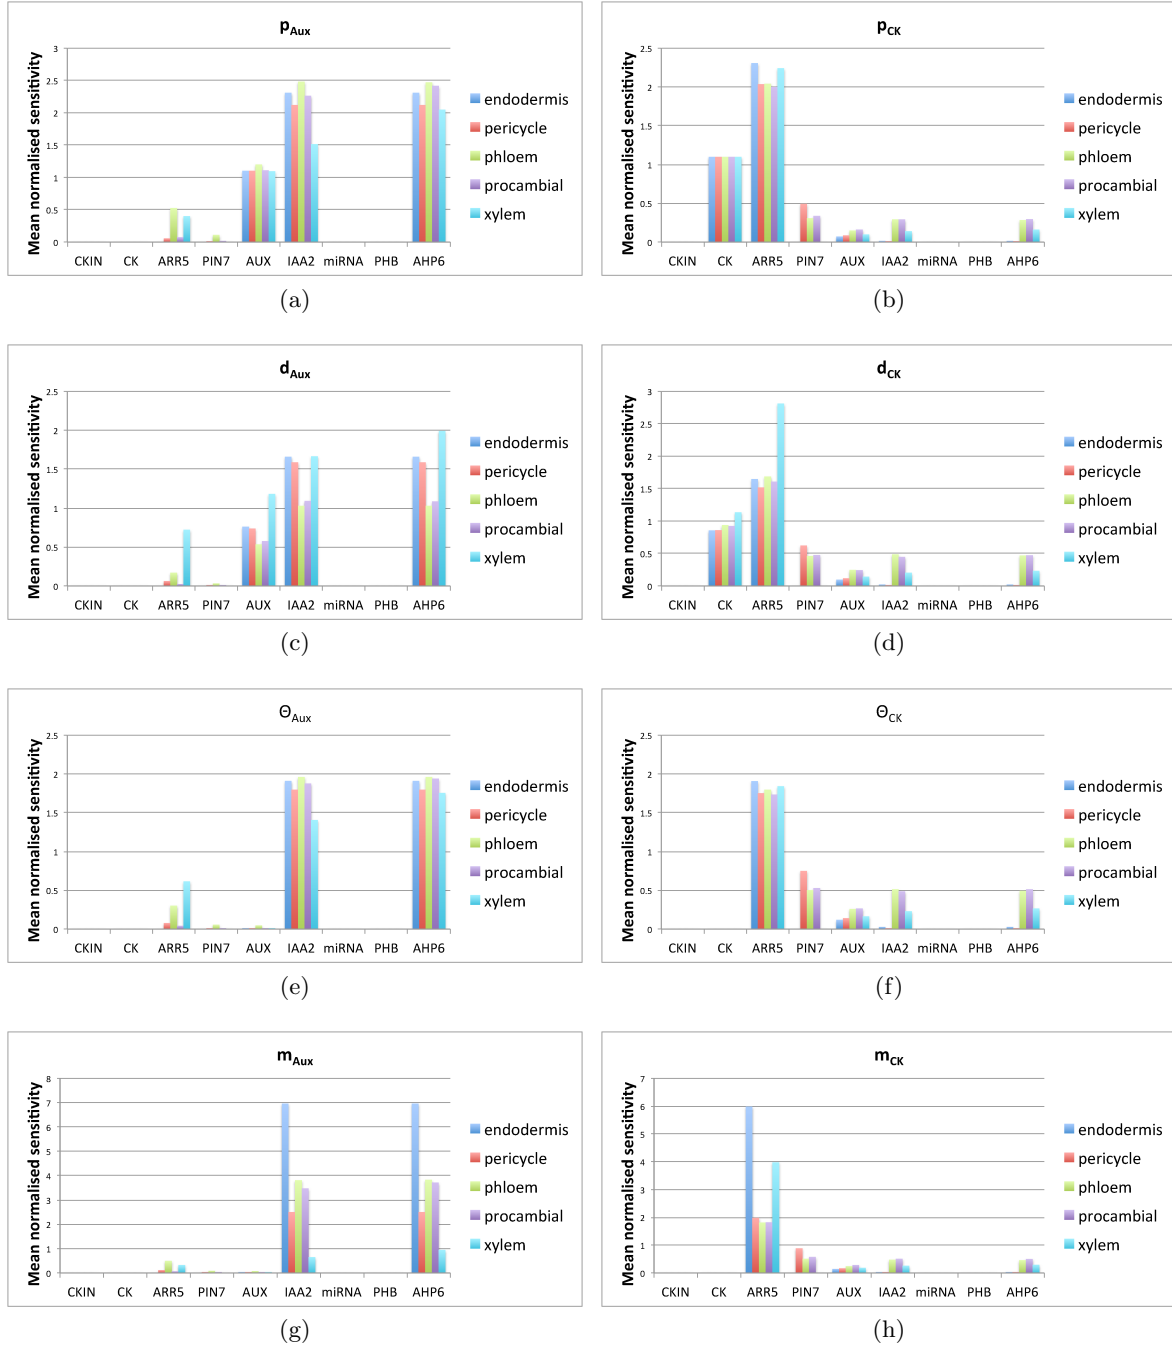 p_Aux
Mean normalised sensitivity
3
2.5
2
1.5
1
0.5
0
CKIN CK ARR5 PIN7 AUX IAA2 miRNA PHB AHP6
endodermis
pericycle
phloem
procambial
xylem
(a)
p_CK
Mean normalised sensitivity
2.5
2
1.5
1
0.5
0
CKIN CK ARR5 PIN7 AUX IAA2 miRNA PHB AHP6
endodermis
pericycle
phloem
procambial
xylem
(b)
d_Aux
Mean normalised sensitivity
2.5
2
1.5
1
0.5
0
CKIN CK ARR5 PIN7 AUX IAA2 miRNA PHB AHP6
endodermis
pericycle
phloem
procambial
xylem
(c)
d_CK
Mean normalised sensitivity
3
2.5
2
1.5
1
0.5
0
CKIN CK ARR5 PIN7 AUX IAA2 miRNA PHB AHP6
endodermis
pericycle
phloem
procambial
xylem
(d)
Θ_Aux
Mean normalised sensitivity
2.5
2
1.5
1
0.5
0
CKIN CK ARR5 PIN7 AUX IAA2 miRNA PHB AHP6
endodermis
pericycle
phloem
procambial
xylem
(e)
Θ_CK
Mean normalised sensitivity
2.5
2
1.5
1
0.5
0
CKIN CK ARR5 PIN7 AUX IAA2 miRNA PHB AHP6
endodermis
pericycle
phloem
procambial
xylem
(f)
m_Aux
Mean normalised sensitivity
8
7
6
5
4
3
2
1
0
CKIN CK ARR5 PIN7 AUX IAA2 miRNA PHB AHP6
endodermis
pericycle
phloem
procambial
xylem
(g)
m_CK
Mean normalised sensitivity
7
6
5
4
3
2
1
0
CKIN CK ARR5 PIN7 AUX IAA2 miRNA PHB AHP6
endodermis
pericycle
phloem
procambial
xylem
(h)